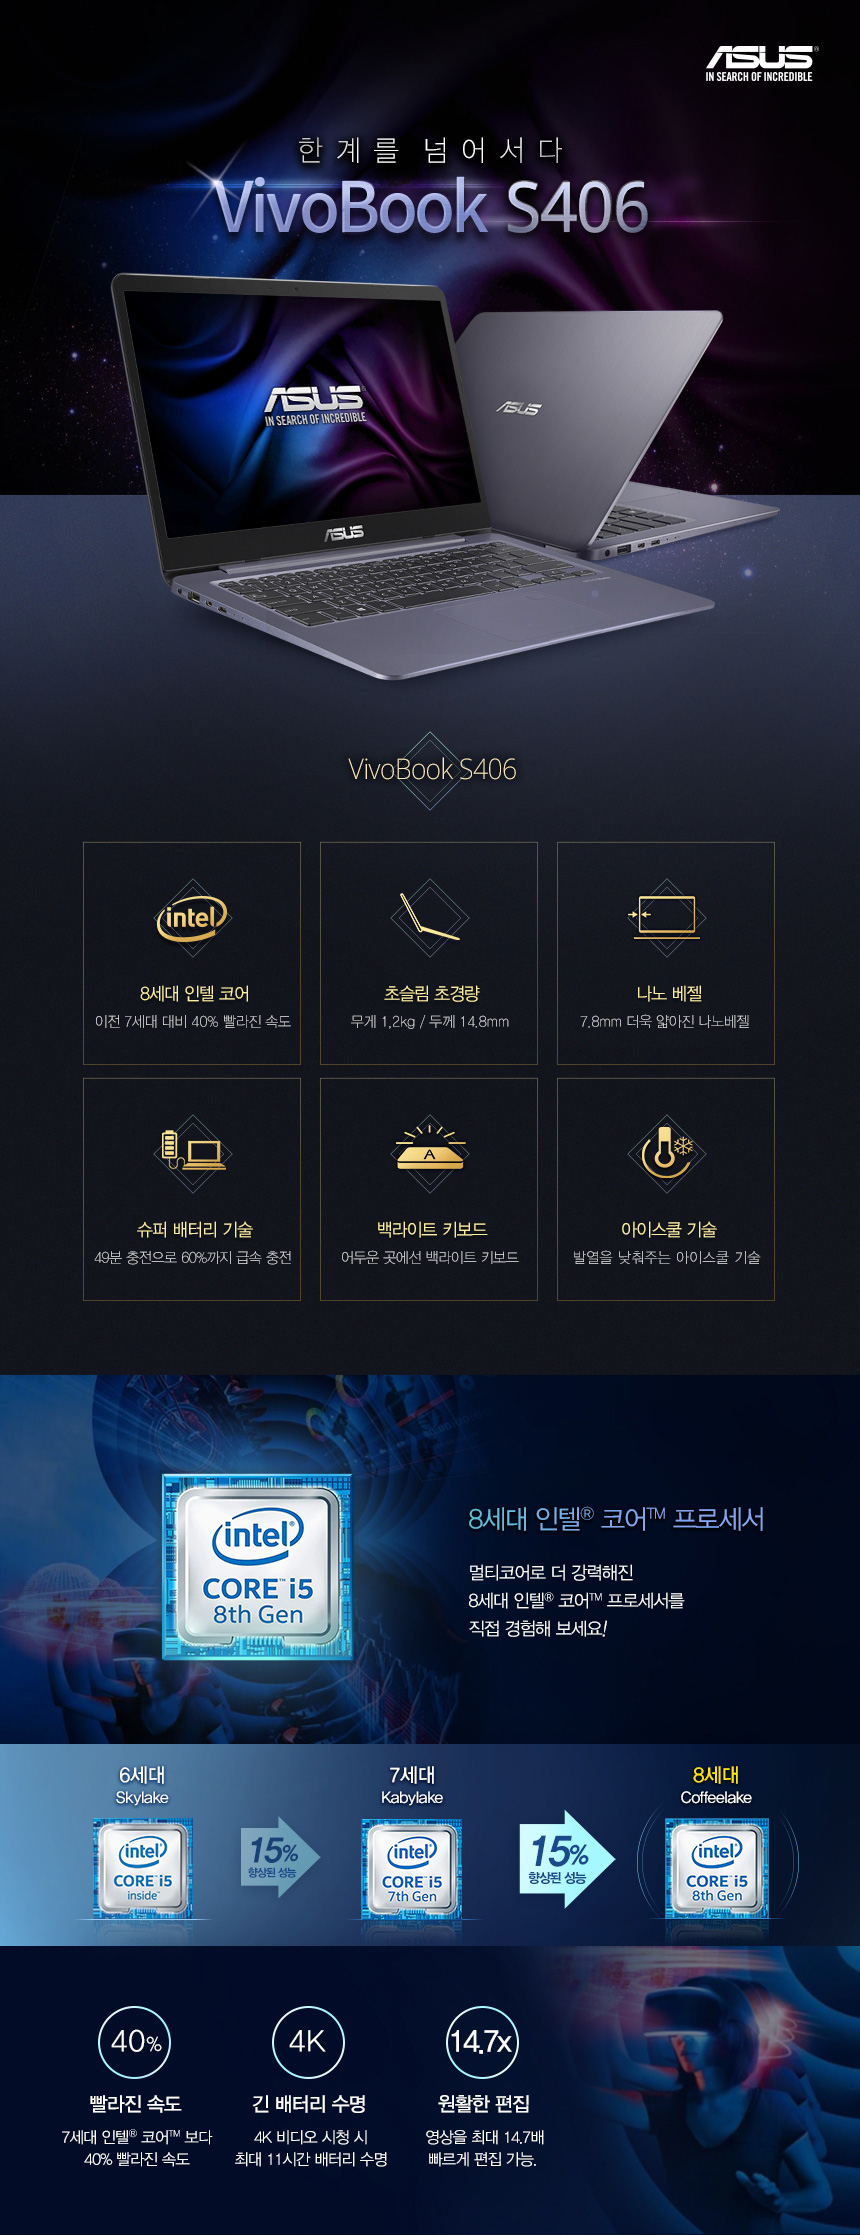 ASUS
IN SEARCH OF INCREDIBLE
한계를 넘어서다
VivoBook S406
ASUS
IN SEARCH OF INCREDIBLE
ASUS
ASUS
VivoBook S406
intel
8세대 인텔 코어
이전 7세대 대비 40% 빨라진 속도
초슬림 초경량
무게 1.2kg / 두께 14.8mm
나노 베젤
7.8mm 더욱 얇아진 나노베젤
슈퍼 배터리 기술
49분 충전으로 60%까지 급속 충전
A
백라이트 키보드
어두운 곳에선 백라이트 키보드
아이스쿨 기술
발열을 낮춰주는 아이스쿨 기술
intel®
CORE™ i5
8th Gen
8세대 인텔® 코어™ 프로세서
멀티코어로 더 강력해진
8세대 인텔® 코어™ 프로세서를
직접 경험해 보세요!
6세대
Skylake
intel®
CORE™ i5
inside™
15%
향상된 성능
7세대
Kabylake
intel®
CORE™ i5
7th Gen
15%
향상된 성능
8세대
Coffeelake
intel®
CORE™ i5
8th Gen
40%
빨라진 속도
7세대 인텔® 코어™ 보다
40% 빨라진 속도
4K
긴 배터리 수명
4K 비디오 시청 시
최대 11시간 배터리 수명
14.7x
원활한 편집
영상을 최대 14.7배
빠르게 편집 가능.